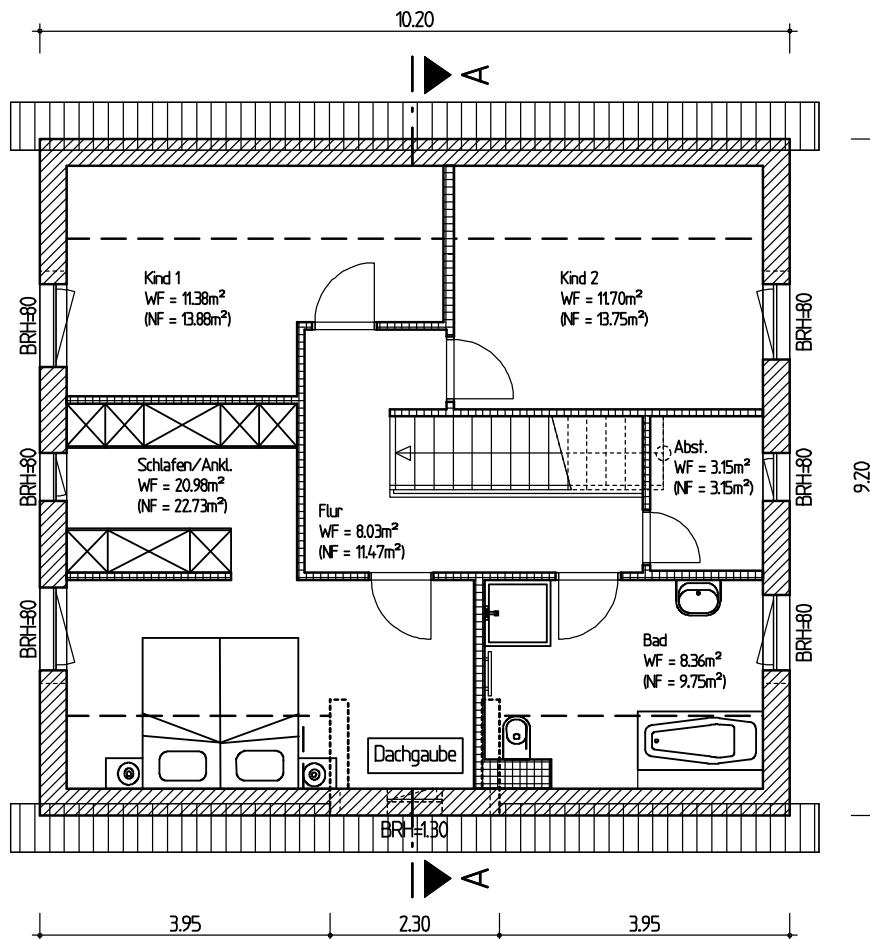 10.20
A
Kind 1
WF = 11.38m²
(NF = 13.88m²)
Kind 2
WF = 11.70m²
(NF = 13.75m²)
BRH=80
BRH=80
Schlafen/Ankl.
WF = 20.98m²
(NF = 22.73m²)
Abst.
WF = 3.15m²
(NF = 3.15m²)
BRH=80
BRH=80
9.20
Flur
WF = 8.03m²
(NF = 11.47m²)
BRH=80
BRH=80
Bad
WF = 8.36m²
(NF = 9.75m²)
Dachgaube
BRH=1.30
A
3.95
2.30
3.95